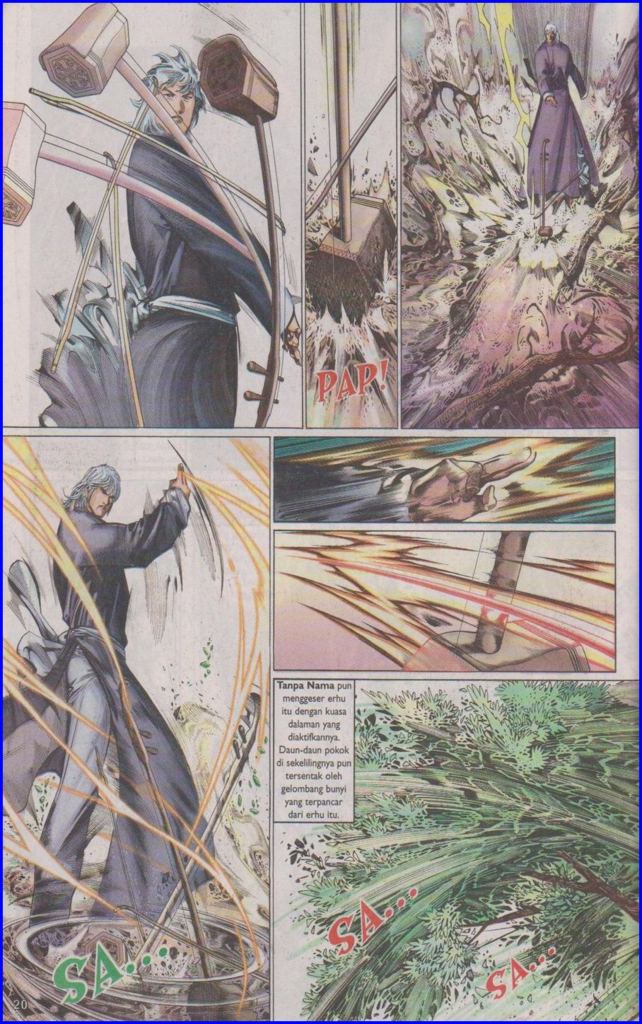 PAP!
Tanpa Nama pun
menggeser erhu
itu dengan kuasa
dalaman yang
diaktifkannya.
Daun-daun pokok
di sekelilingnya pun
tersentak oleh
gelombang bunyi
yang terpancar
dari erhu itu.
SA...
SA...
SA...
20